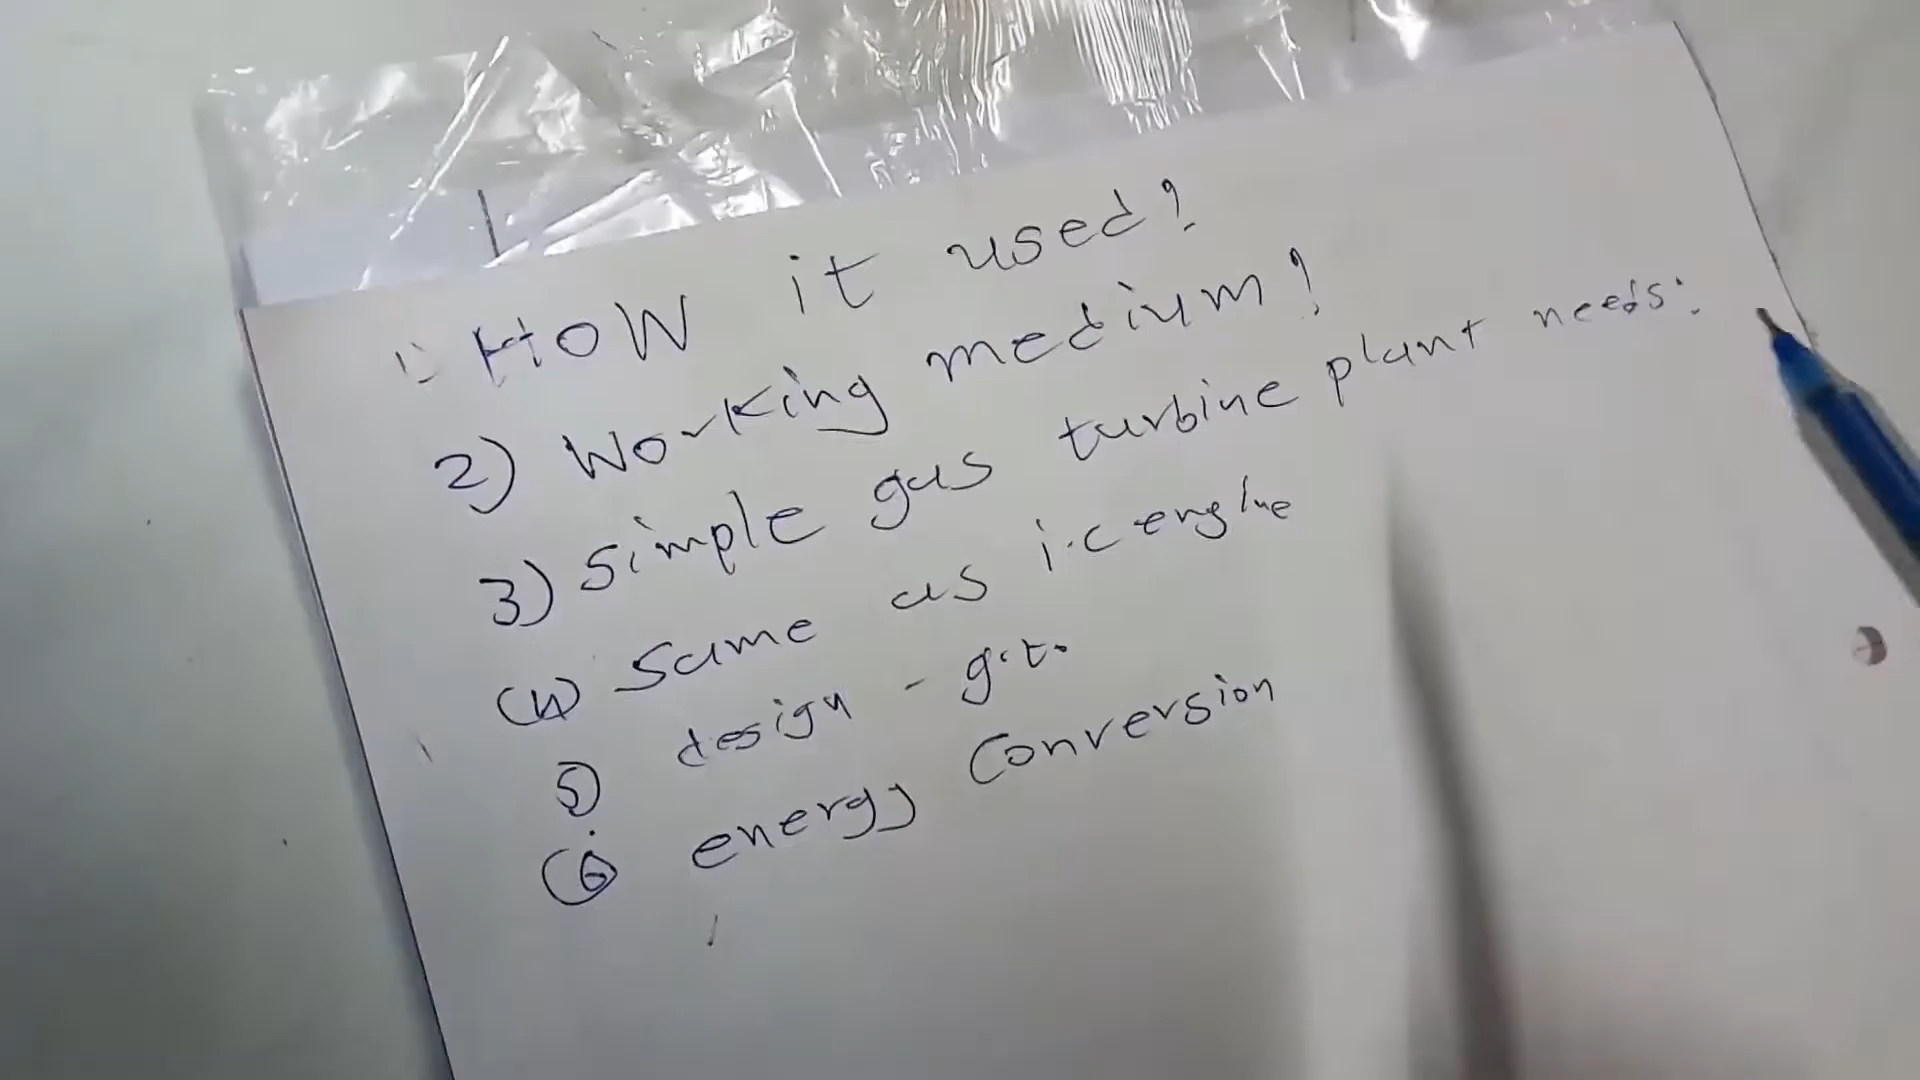 1) HOW it used?
2) Working medium?
3) simple gas turbine plant needs:
(4) Same as i.c engine
5) design - g.t.
(6) energy conversion